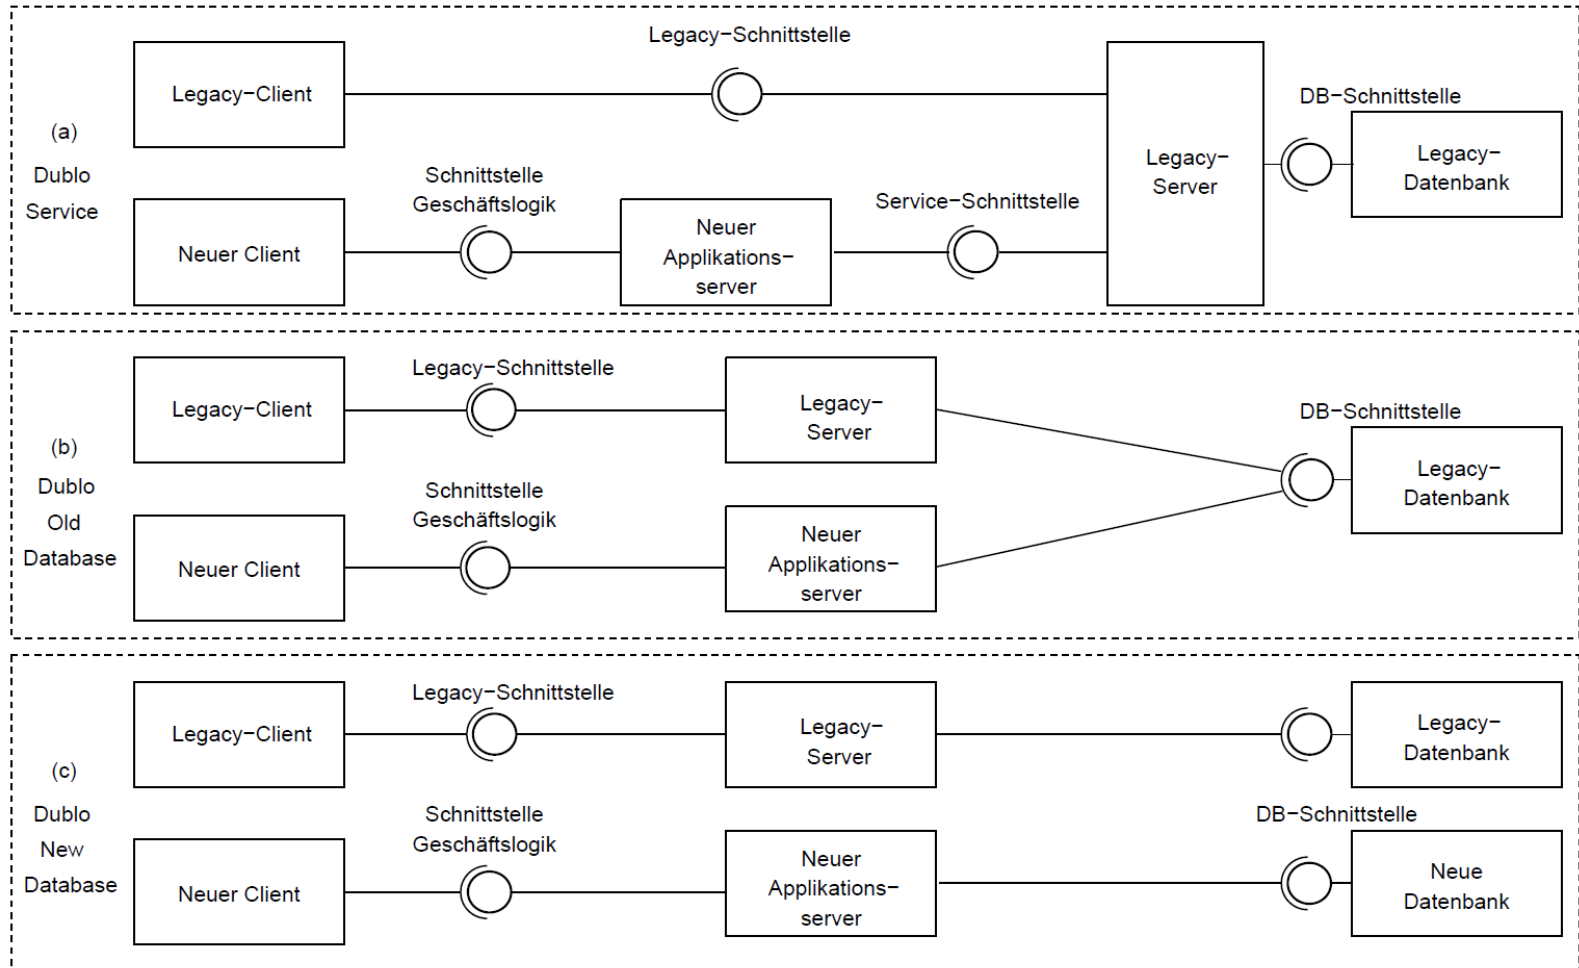 (a)
Dublo
Service
Legacy−Client
Legacy−Schnittstelle
Legacy−
Server
DB−Schnittstelle
Legacy−
Datenbank
Neuer Client
Schnittstelle
Geschäftslogik
Neuer
Applikations−
server
Service−Schnittstelle
(b)
Dublo
Old
Database
Legacy−Client
Legacy−Schnittstelle
Legacy−
Server
DB−Schnittstelle
Legacy−
Datenbank
Neuer Client
Schnittstelle
Geschäftslogik
Neuer
Applikations−
server
(c)
Dublo
New
Database
Legacy−Client
Legacy−Schnittstelle
Legacy−
Server
Legacy−
Datenbank
Neuer Client
Schnittstelle
Geschäftslogik
Neuer
Applikations−
server
DB−Schnittstelle
Neue
Datenbank